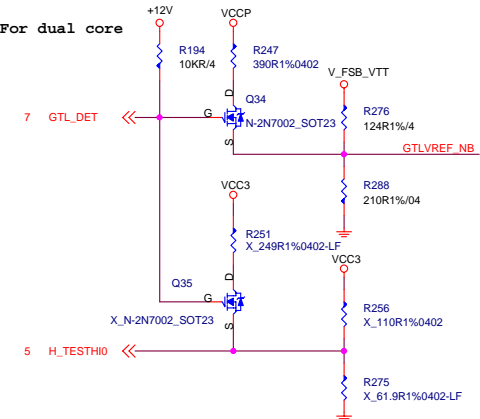 +12V
VCCP
For dual core
R194
10KR/4
R247
390R1%0402
V_FSB_VTT
Q34
D
G
S
N-2N7002_SOT23
7 GTL_DET
R276
124R1%/4
GTLVREF_NB
VCC3
R288
210R1%/04
R251
X_249R1%0402-LF
VCC3
Q35
D
G
S
X_N-2N7002_SOT23
R256
X_110R1%0402
5 H_TESTHI0
R275
X_61.9R1%0402-LF